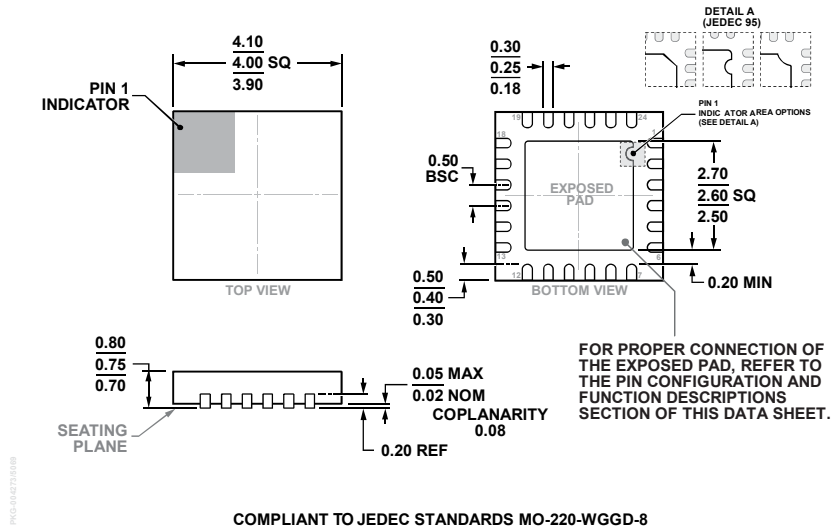 DETAIL A
(JEDEC 95)
4.10
4.00 SQ
3.90
0.30
0.25
0.18
PIN 1
INDICATOR
PIN 1
INDIC ATOR AREA OPTIONS
(SEE DETAIL A)
19
24
18
1
0.50
BSC
EXPOSED
PAD
2.70
2.60 SQ
2.50
13
6
12
7
0.50
0.40
0.30
0.20 MIN
TOP VIEW
BOTTOM VIEW
0.80
0.75
0.70
0.05 MAX
0.02 NOM
COPLANARITY
0.08
0.20 REF
SEATING
PLANE
FOR PROPER CONNECTION OF
THE EXPOSED PAD, REFER TO
THE PIN CONFIGURATION AND
FUNCTION DESCRIPTIONS
SECTION OF THIS DATA SHEET.
PKG-004273/5069
COMPLIANT TO JEDEC STANDARDS MO-220-WGGD-8